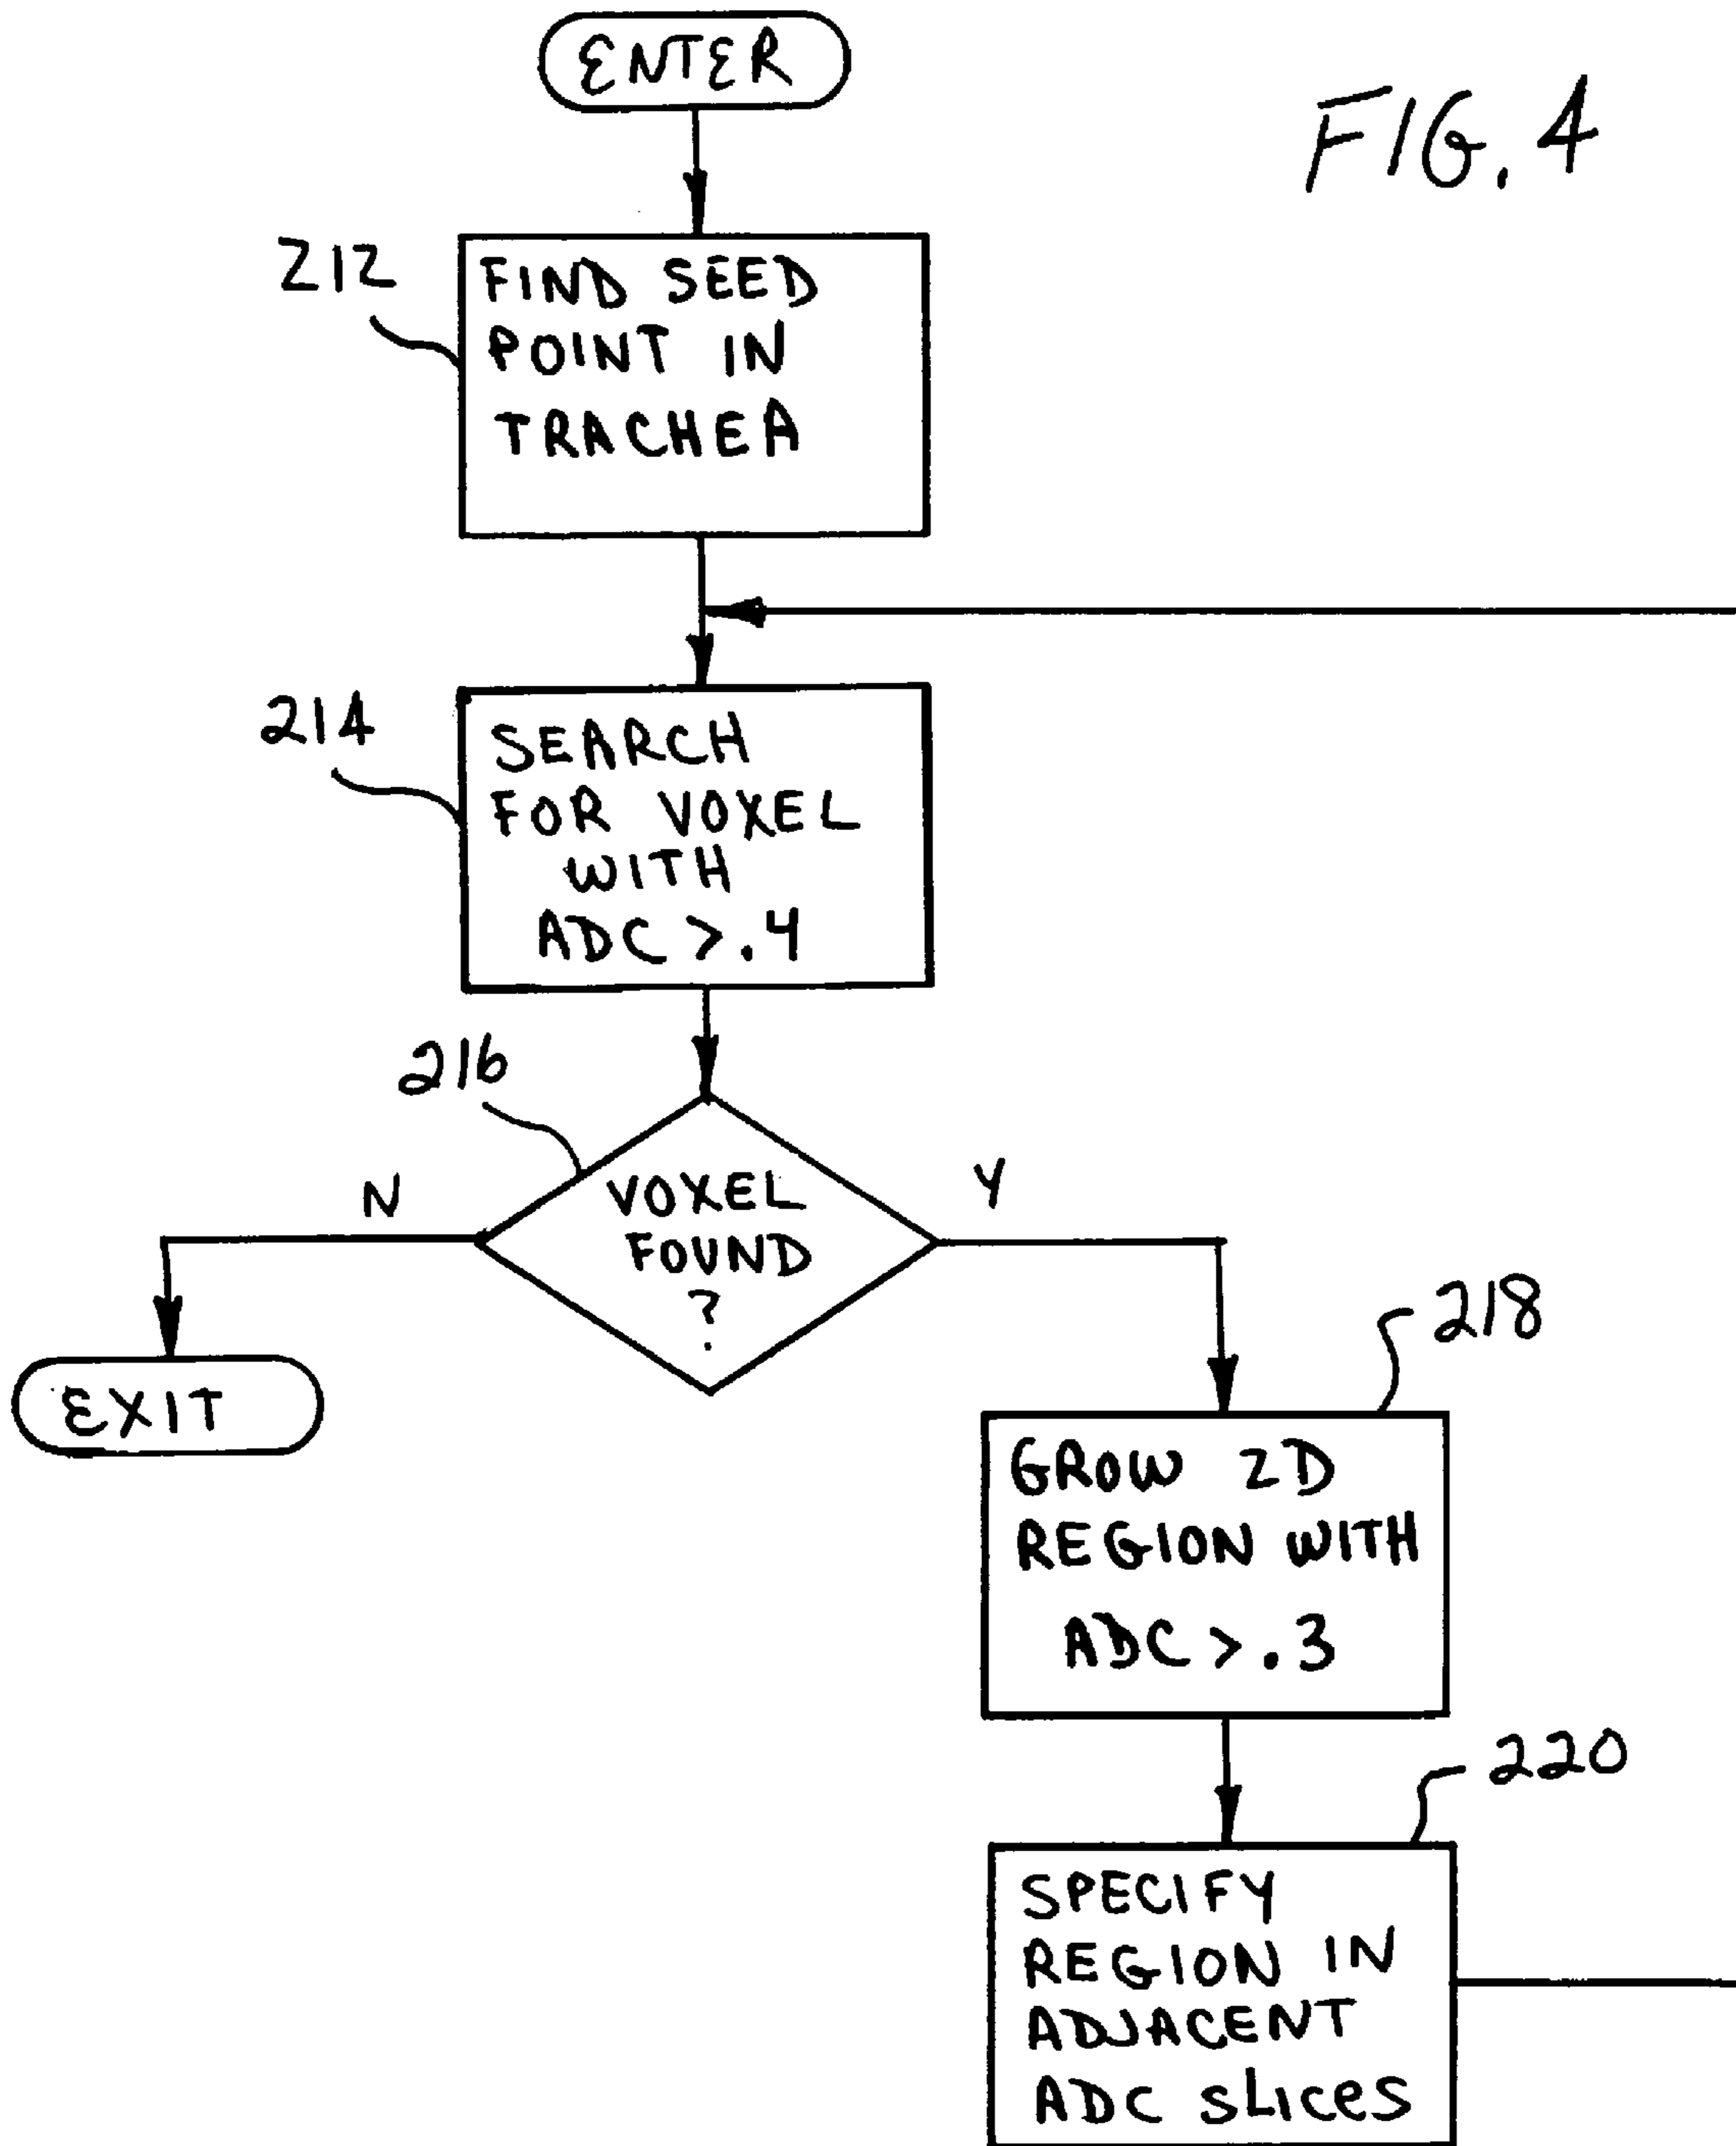 ENTER
FIG. 4
212
FIND SEED
POINT IN
TRACHEA
214
SEARCH
FOR VOXEL
WITH
ADC > .4
216
N
VOXEL
FOUND
?
Y
EXIT
218
GROW 2D
REGION WITH
ADC > .3
220
SPECIFY
REGION IN
ADJACENT
ADC SLICES